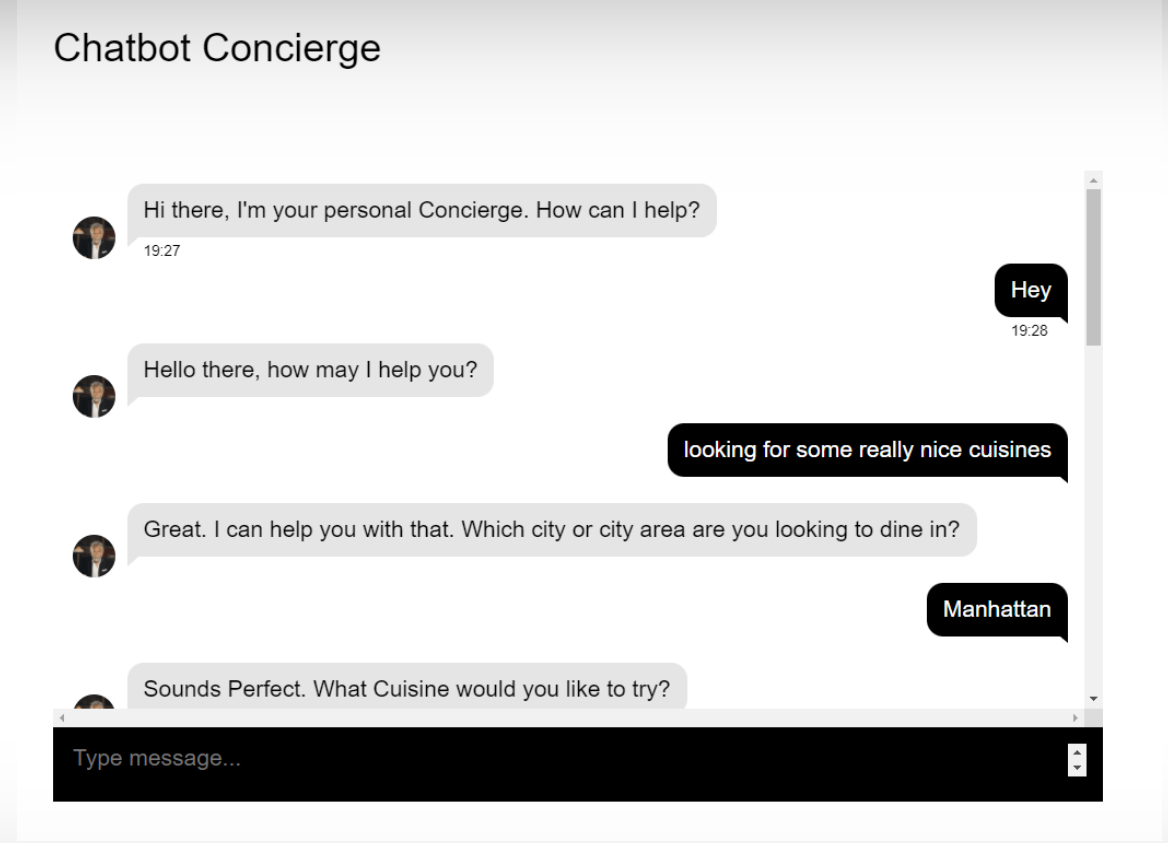 Chatbot Concierge
Hi there, I'm your personal Concierge. How can I help?
19:27
Hey
19:28
Hello there, how may I help you?
looking for some really nice cuisines
Great. I can help you with that. Which city or city area are you looking to dine in?
Manhattan
Sounds Perfect. What Cuisine would you like to try?
Type message...